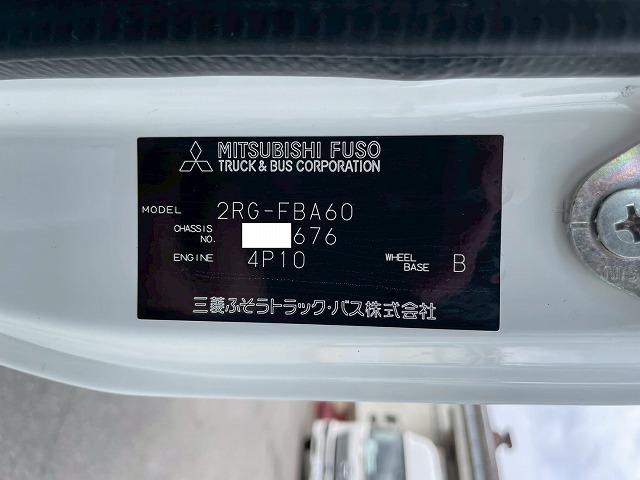 MITSUBISHI FUSO
TRUCK & BUS CORPORATION
MODEL 2RG-FBA60
CHASSIS NO. 676
ENGINE 4P10 WHEEL BASE B
三菱ふそうトラック・バス株式会社